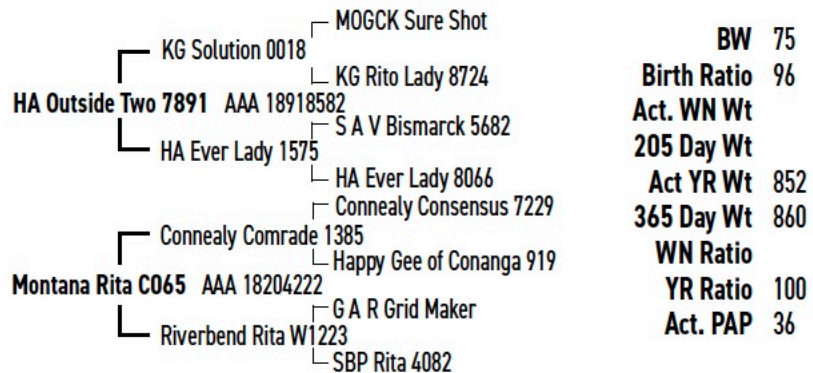 MOGCK Sure Shot
KG Solution 0018
KG Rito Lady 8724
HA Outside Two 7891 AAA 18918582
S A V Bismarck 5682
HA Ever Lady 1575
HA Ever Lady 8066
Connealy Consensus 7229
Connealy Comrade 1385
Happy Gee of Conanga 919
Montana Rita C065 AAA 18204222
G A R Grid Maker
Riverbend Rita W1223
SBP Rita 4082
BW 75
Birth Ratio 96
Act. WN Wt
205 Day Wt
Act YR Wt 852
365 Day Wt 860
WN Ratio
YR Ratio 100
Act. PAP 36